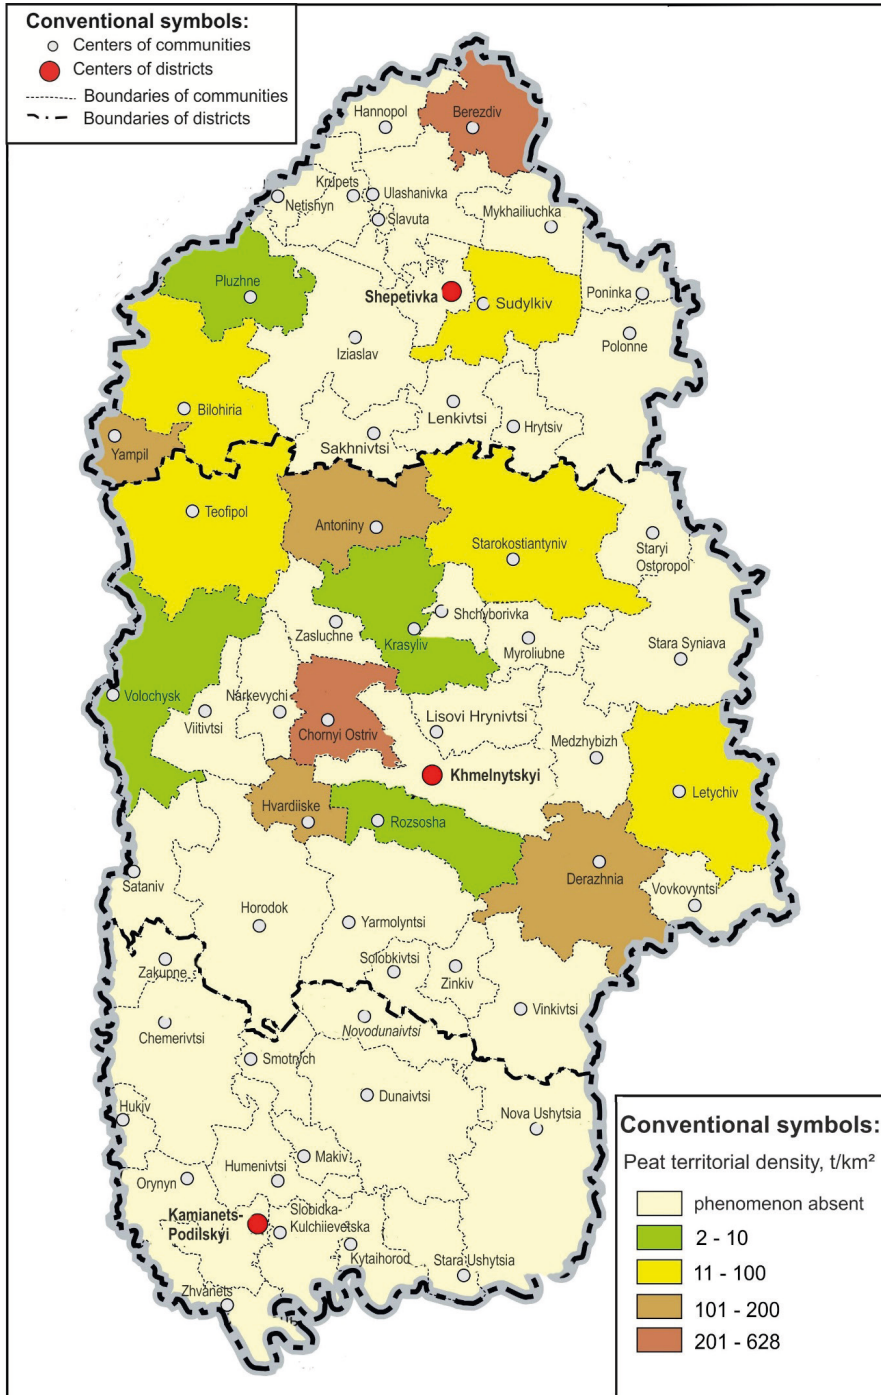 Conventional symbols:
Centers of communities
Centers of districts
Boundaries of communities
Boundaries of districts
Hannopol
Berezdiv
Krupets
Ulashanivka
Netishyn
Slavuta
Mykhailiuchka
Pluzhne
Shepetivka
Sudylkiv
Poninka
Iziaslav
Polonne
Bilohiria
Lenkivtsi
Hrytsiv
Yampil
Sakhnivtsi
Teofipol
Antoniny
Starokostiantyniv
Staryi
Ostoropol
Zasluchne
Shchyborivka
Krasyliv
Myroliubne
Stara Syniava
Volochysk
Narkevychi
Viitivtsi
Chornyi Ostriv
Lisovi Hrynivtsi
Medzhybizh
Khmelnytskyi
Letychiv
Hvardiiske
Rozsosha
Derazhnia
Sataniv
Vovkovyntsi
Horodok
Yarmolyntsi
Zakupne
Solobkivtsi
Zinkiv
Vinkivtsi
Chemerivtsi
Novodunaivtsi
Smotrych
Dunaivtsi
Hukiv
Nova Ushytsia
Makiv
Orynyn
Humenivtsi
Kamianets-
Podilskyi
Slobidka-
Kulchiievetska
Kytaihorod
Stara Ushytsia
Zhvanets
Conventional symbols:
Peat territorial density, t/km²
phenomenon absent
2 - 10
11 - 100
101 - 200
201 - 628